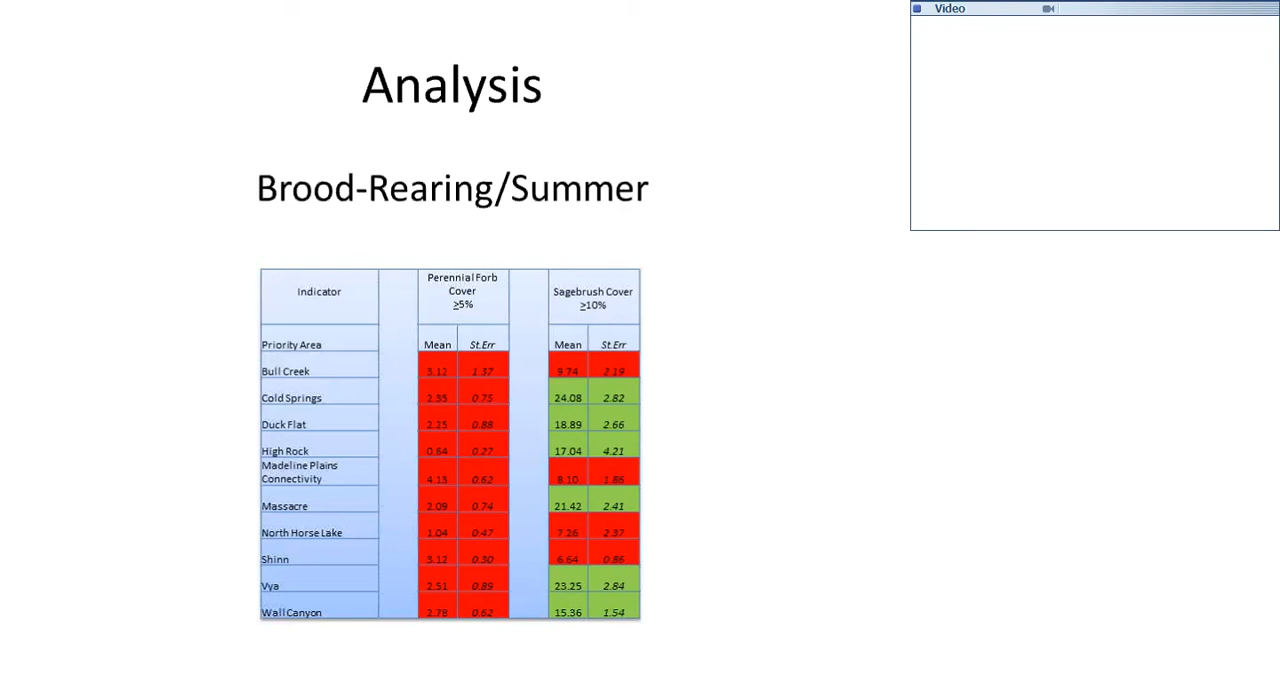 Video
Analysis
Brood-Rearing/Summer
Indicator
Perennial Forb
Cover
≥5%
Sagebrush Cover
≥10%
Priority Area Mean St.Err Mean St.Err
Bull Creek 3.12 1.37 9.74 2.19
Cold Springs 2.35 0.75 24.08 2.82
Duck Flat 2.25 0.88 18.89 2.66
High Rock 0.64 0.27 17.04 4.21
Madeline Plains
Connectivity 4.13 0.62 8.10 1.86
Massacre 2.09 0.74 21.42 2.41
North Horse Lake 1.04 0.47 7.26 2.37
Shinn 3.12 0.30 6.64 0.86
Vya 2.51 0.89 23.25 2.84
Wall Canyon 2.78 0.62 15.36 1.54